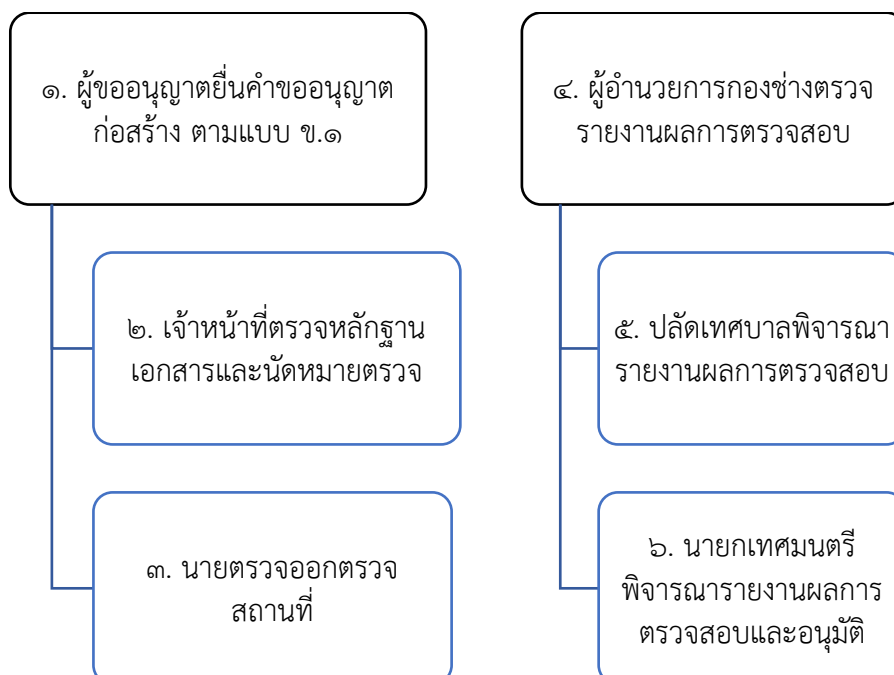 ๑. ผู้ขออนุญาตยื่นคำขออนุญาต
ก่อสร้าง ตามแบบ ข.๑
๒. เจ้าหน้าที่ตรวจหลักฐาน
เอกสารและนัดหมายตรวจ
๓. นายตรวจออกตรวจ
สถานที่
๔. ผู้อำนวยการกองช่างตรวจ
รายงานผลการตรวจสอบ
๕. ปลัดเทศบาลพิจารณา
รายงานผลการตรวจสอบ
๖. นายกเทศมนตรี
พิจารณารายงานผลการ
ตรวจสอบและอนุมัติ